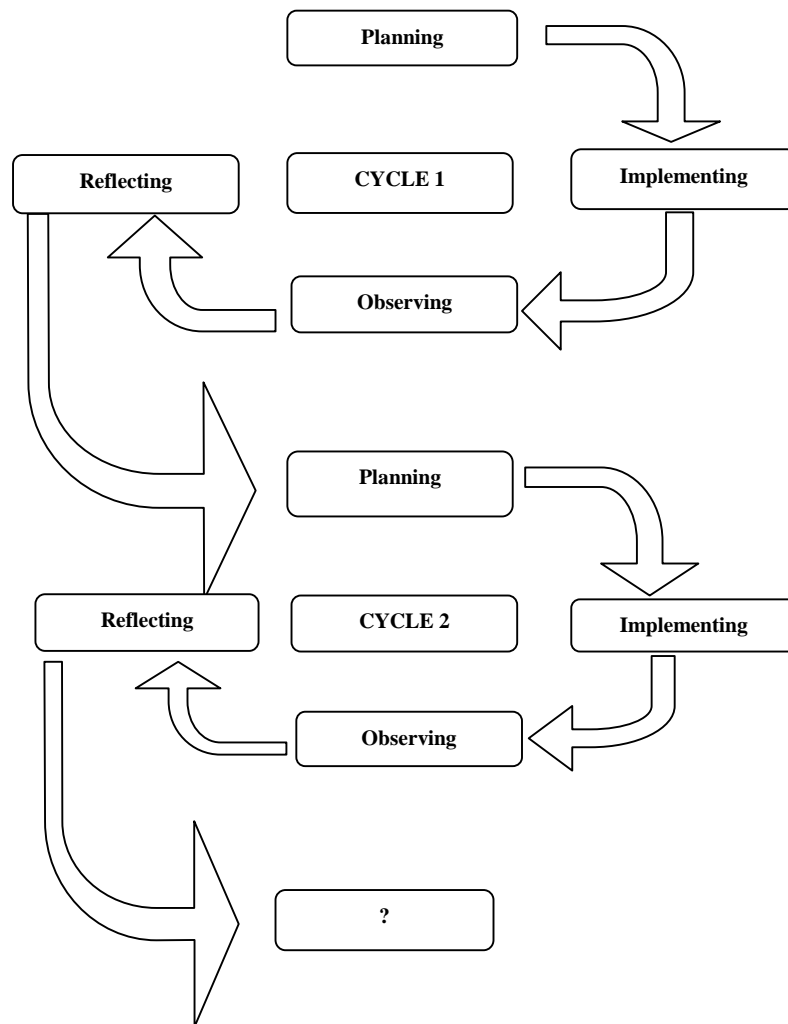 Planning
Reflecting
CYCLE 1
Implementing
Observing
Planning
Reflecting
CYCLE 2
Implementing
Observing
?